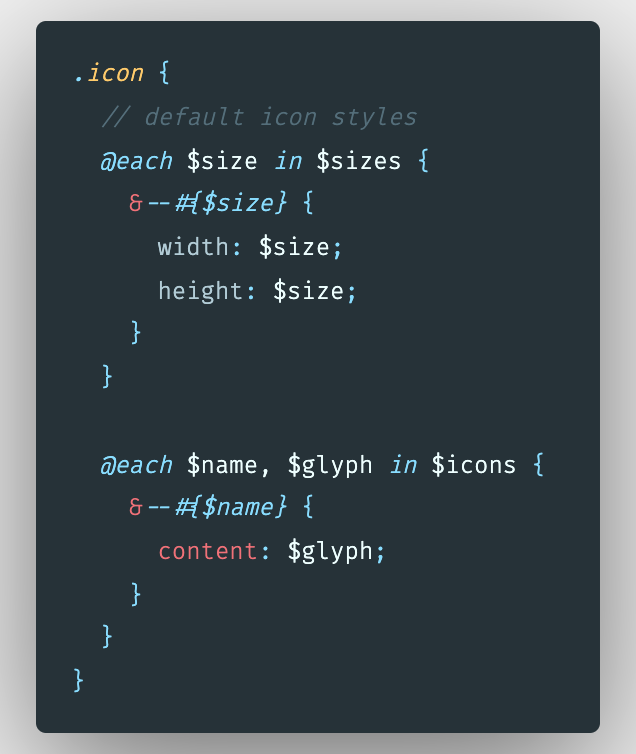 .icon {
  // default icon styles
  @each $size in $sizes {
    &--#{$size} {
      width: $size;
      height: $size;
    }
  }

  @each $name, $glyph in $icons {
    &--#{$name} {
      content: $glyph;
    }
  }
}